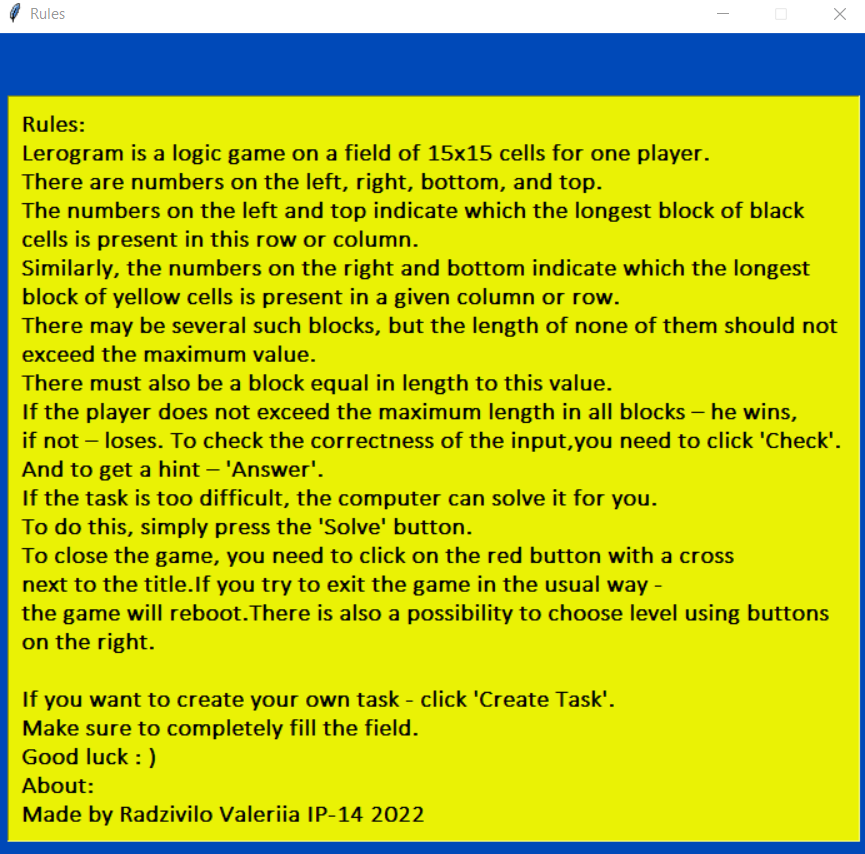 Rules
Rules:
Lerogram is a logic game on a field of 15x15 cells for one player.
There are numbers on the left, right, bottom, and top.
The numbers on the left and top indicate which the longest block of black
cells is present in this row or column.
Similarly, the numbers on the right and bottom indicate which the longest
block of yellow cells is present in a given column or row.
There may be several such blocks, but the length of none of them should not
exceed the maximum value.
There must also be a block equal in length to this value.
If the player does not exceed the maximum length in all blocks – he wins,
if not – loses. To check the correctness of the input,you need to click 'Check'.
And to get a hint – 'Answer'.
If the task is too difficult, the computer can solve it for you.
To do this, simply press the 'Solve' button.
To close the game, you need to click on the red button with a cross
next to the title.If you try to exit the game in the usual way -
the game will reboot.There is also a possibility to choose level using buttons
on the right.

If you want to create your own task - click 'Create Task'.
Make sure to completely fill the field.
Good luck : )
About:
Made by Radzivilo Valeriia IP-14 2022